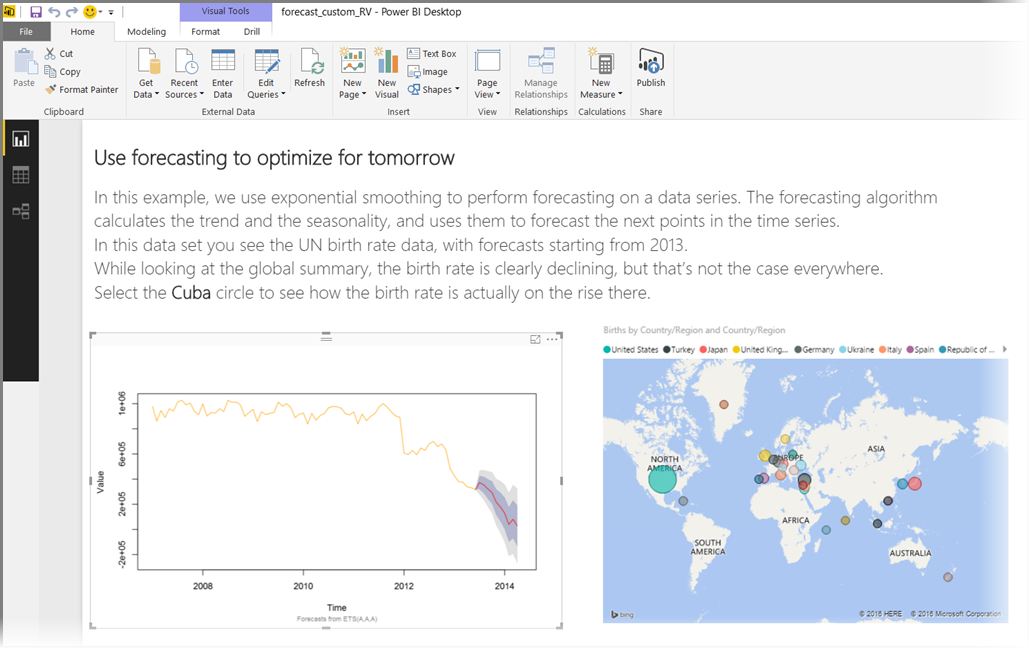 Visual Tools
forecast_custom_RV - Power BI Desktop
File Home Modeling Format Drill
Paste
Cut
Copy
Format Painter
Get Data
Recent Sources
Enter Data
Edit Queries
Refresh
New Page
New Visual
Text Box
Image
Shapes
Page View
Manage Relationships
New Measure
Publish
Clipboard External Data Insert View Relationships Calculations Share
Use forecasting to optimize for tomorrow
In this example, we use exponential smoothing to perform forecasting on a data series. The forecasting algorithm
calculates the trend and the seasonality, and uses them to forecast the next points in the time series.
In this data set you see the UN birth rate data, with forecasts starting from 2013.
While looking at the global summary, the birth rate is clearly declining, but that's not the case everywhere.
Select the Cuba circle to see how the birth rate is actually on the rise there.
Value
1e+06
6e+05
2e+05
-2e+05
2008 2010 2012 2014
Time
Forecasts from ETS(A,A,A)
Births by Country/Region and Country/Region
United States Turkey Japan United King... Germany Ukraine Italy Spain Republic of ...
NORTH AMERICA
EUROPE
ASIA
AFRICA
SOUTH AMERICA
AUSTRALIA
bing
© 2016 HERE © 2016 Microsoft Corporation